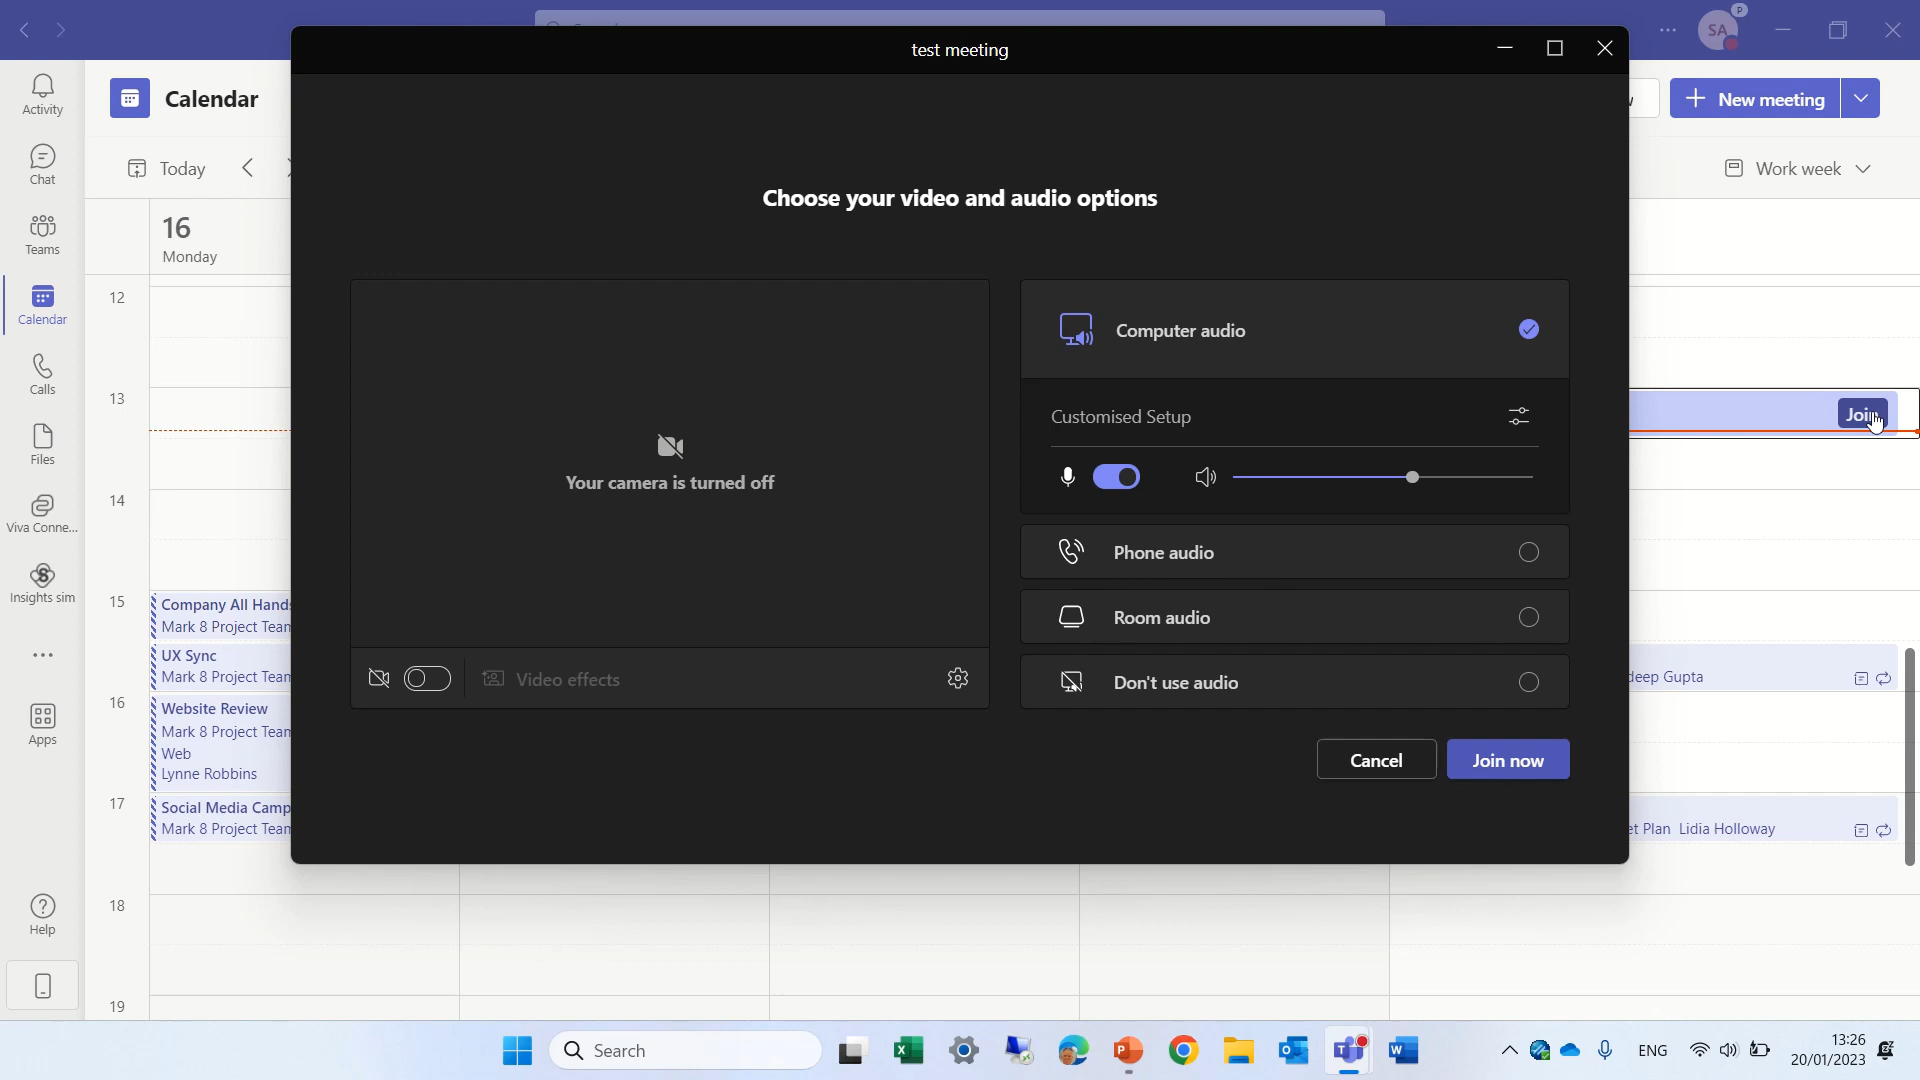 SA
P
test meeting
Activity
Chat
Teams
Calendar
Calls
Files
Viva Conne...
Insights sim
Apps
Help
Calendar
New meeting
Today
Work week
16
Monday
12
13
14
15
16
17
18
19
Company All Hands
Mark 8 Project Team
UX Sync
Mark 8 Project Team
Website Review
Mark 8 Project Team
Web
Lynne Robbins
Social Media Camp
Mark 8 Project Team
Choose your video and audio options
Your camera is turned off
Video effects
Computer audio
Customised Setup
Phone audio
Room audio
Don't use audio
Cancel
Join now
Join
deep Gupta
et Plan Lidia Holloway
Search
ENG
13:26
20/01/2023